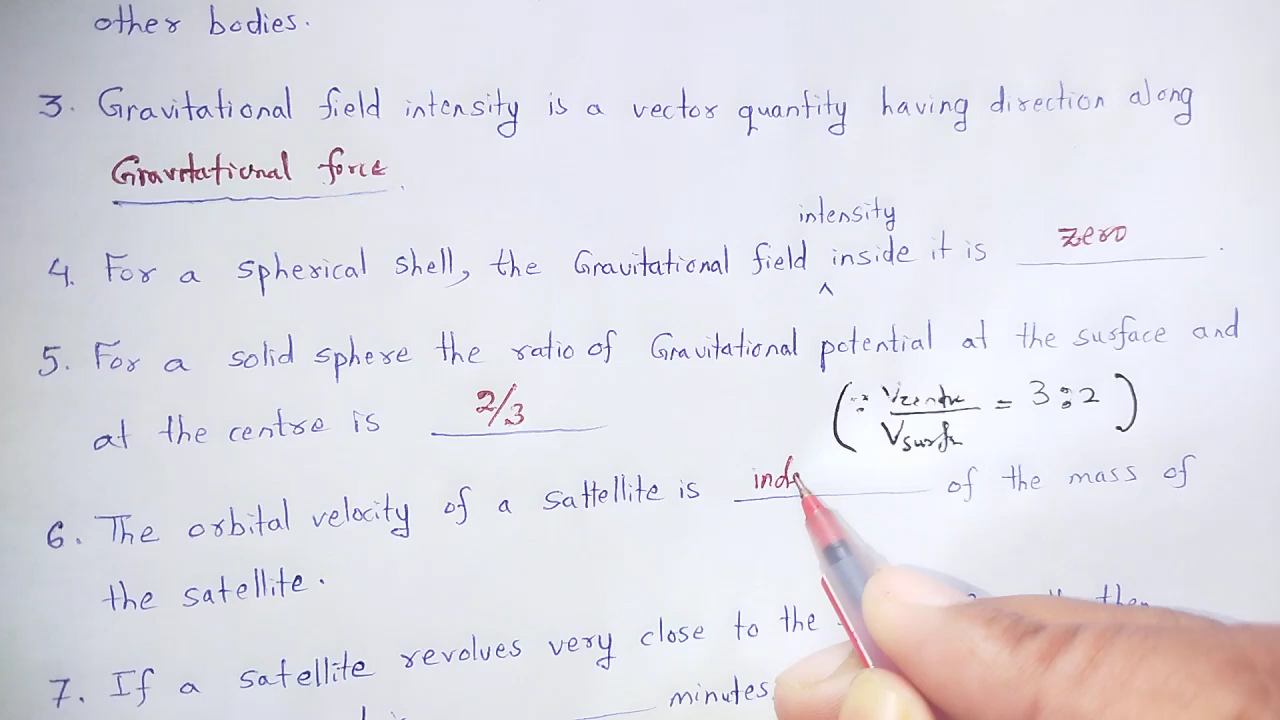 other bodies.
3. Gravitational field intensity is a vector quantity having direction along
Gravitational force.
intensity
4. For a spherical shell, the Gravitational field ^ inside it is zero.
5. For a solid sphere the ratio of Gravitational potential at the surface and
at the centre is 2/3 (∵ Vcentre/Vsurf = 3:2)
6. The orbital velocity of a sattellite is inde of the mass of
the satellite.
7. If a satellite revolves very close to the then
minutes